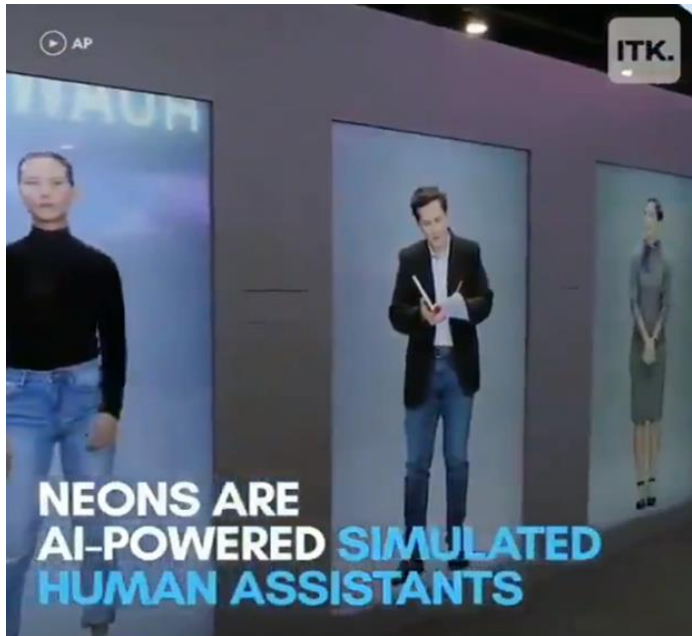 AP
ITK.
NEONS ARE
AI-POWERED SIMULATED
HUMAN ASSISTANTS